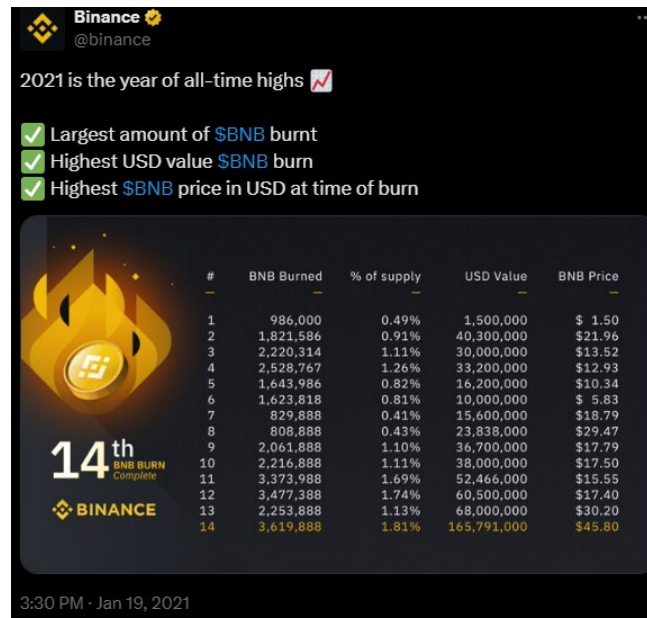 Binance
@binance
2021 is the year of all-time highs 📈
✅ Largest amount of $BNB burnt
✅ Highest USD value $BNB burn
✅ Highest $BNB price in USD at time of burn
# BNB Burned % of supply USD Value BNB Price
1 986,000 0.49% 1,500,000 $ 1.50
2 1,821,586 0.91% 40,300,000 $21.96
3 2,220,314 1.11% 30,000,000 $13.52
4 2,528,767 1.26% 33,200,000 $12.93
5 1,643,986 0.82% 16,200,000 $10.34
6 1,623,818 0.81% 10,000,000 $ 5.83
7 829,888 0.41% 15,600,000 $18.79
8 808,888 0.43% 23,838,000 $29.47
9 2,061,888 1.10% 36,700,000 $17.79
10 2,216,888 1.11% 38,000,000 $17.50
11 3,373,988 1.69% 52,466,000 $15.55
12 3,477,388 1.74% 60,500,000 $17.40
13 2,253,888 1.13% 68,000,000 $30.20
14 3,619,888 1.81% 165,791,000 $45.80
14th
BNB BURN
Complete
BINANCE
3:30 PM · Jan 19, 2021